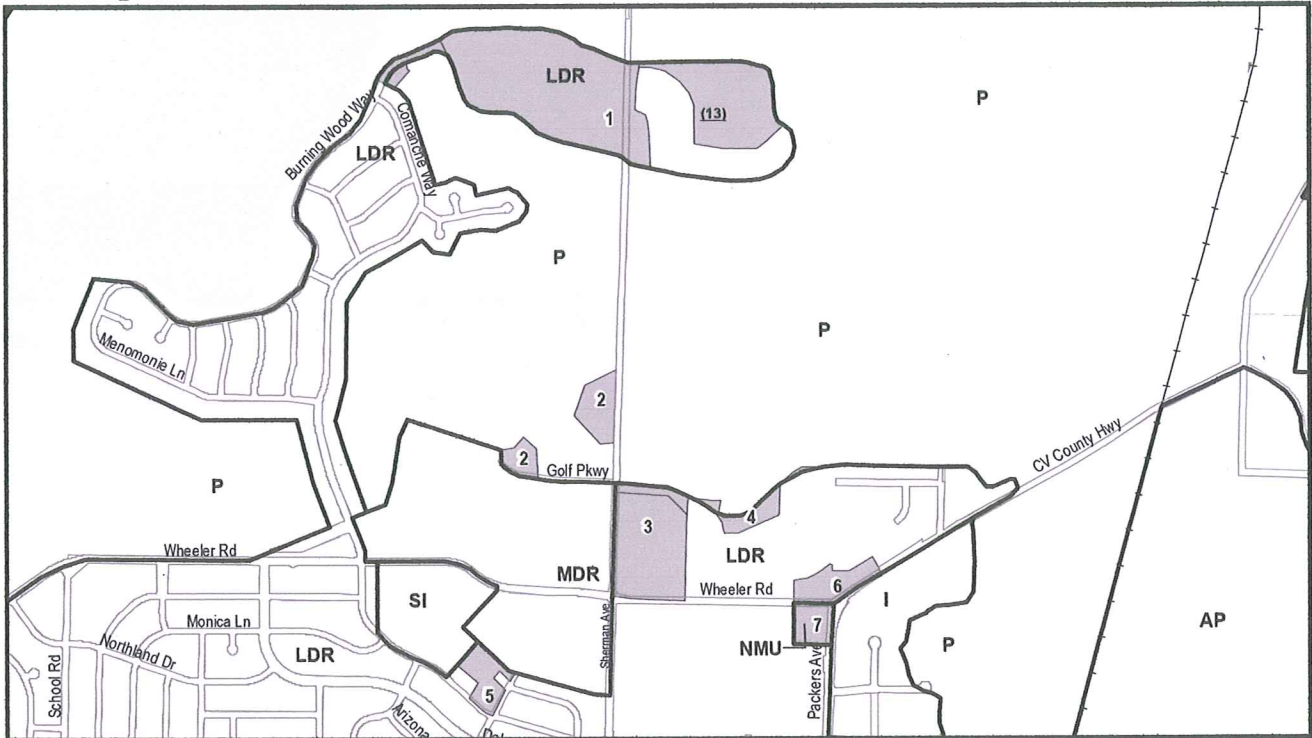 LDR
P
1
(13)
Burning Wood Way
Comanche Way
LDR
P
P
Menomonie Ln
2
2
Golf Pkwy
CV County Hwy
P
3
4
LDR
Wheeler Rd
MDR
Wheeler Rd
6
SI
I
AP
Monica Ln
7
NMU
P
Northland Dr
LDR
Sherman Ave
School Rd
5
Packers Ave
Arizona